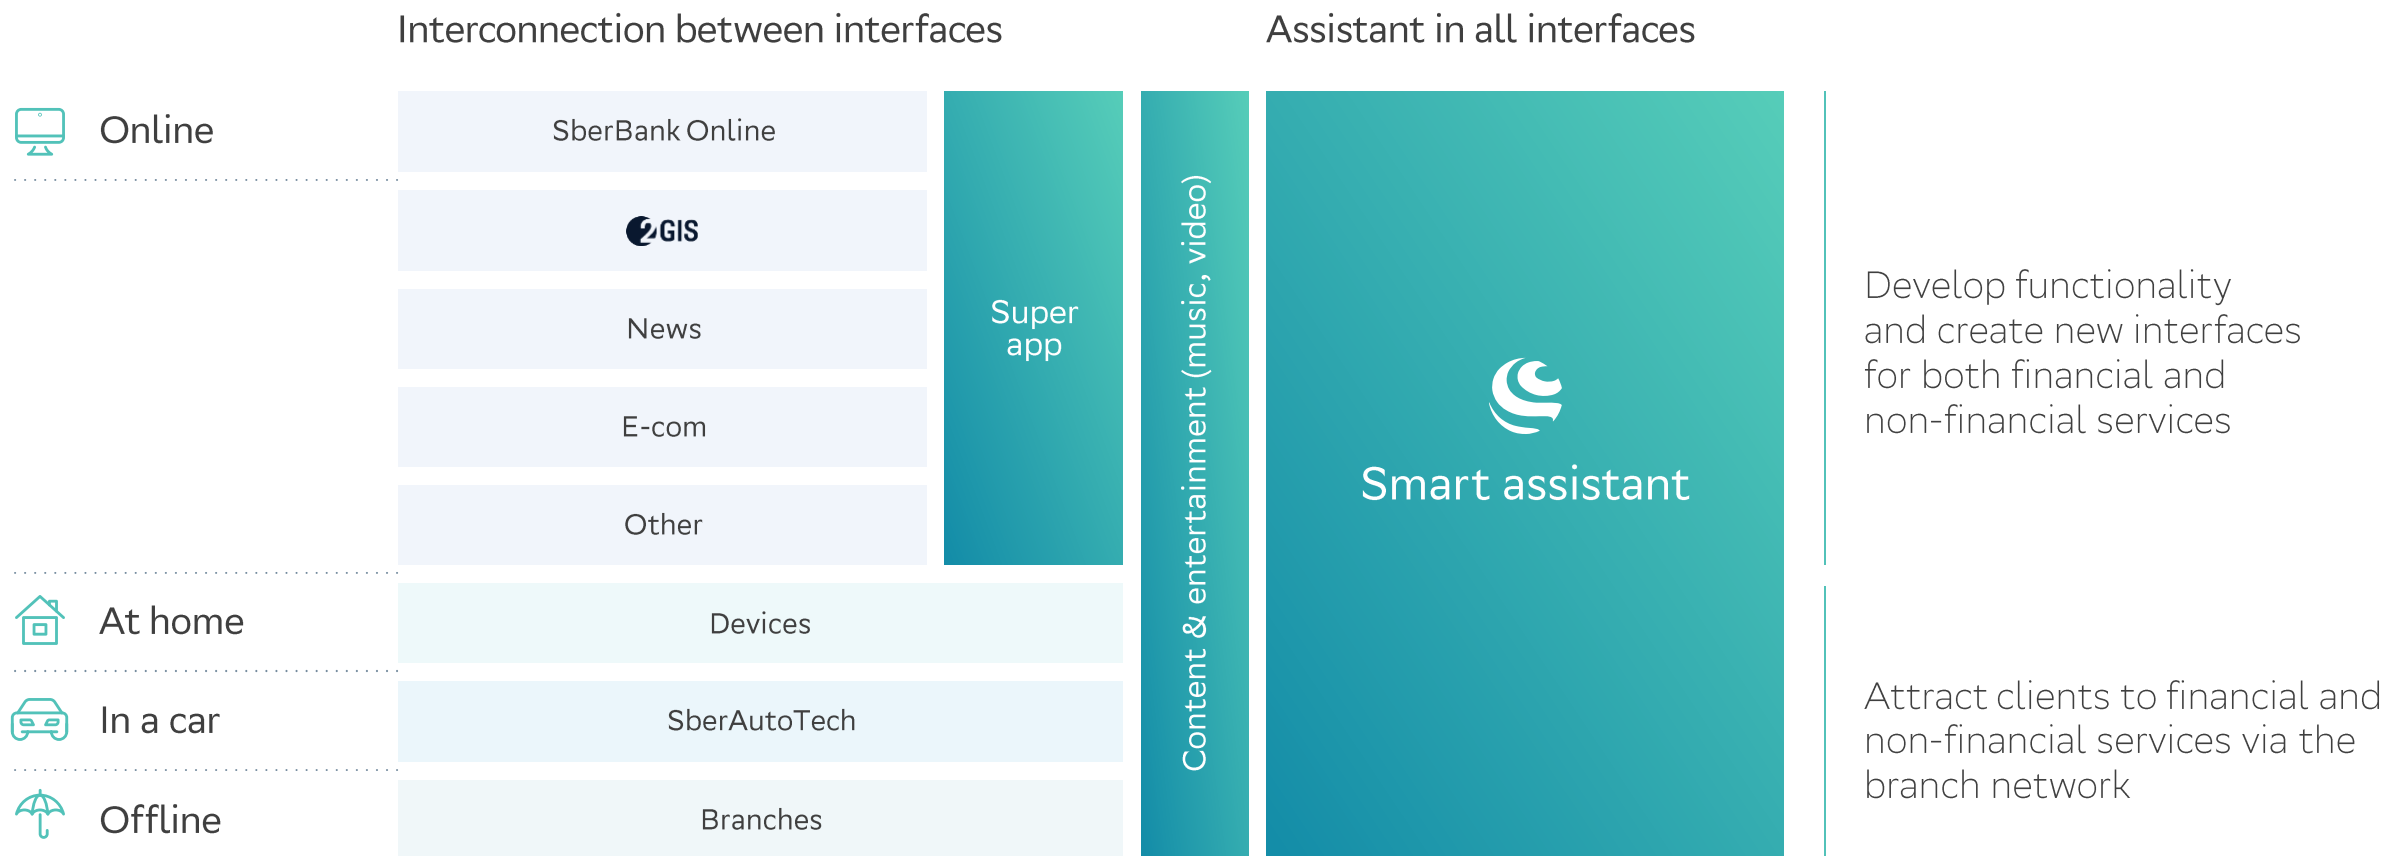 Interconnection between interfaces
Assistant in all interfaces
Online
SberBank Online
2GIS
News
E-com
Other
Super
app
Content & entertainment (music, video)
Smart assistant
Develop functionality
and create new interfaces
for both financial and
non-financial services
At home
Devices
In a car
SberAutoTech
Offline
Branches
Attract clients to financial and
non-financial services via the
branch network